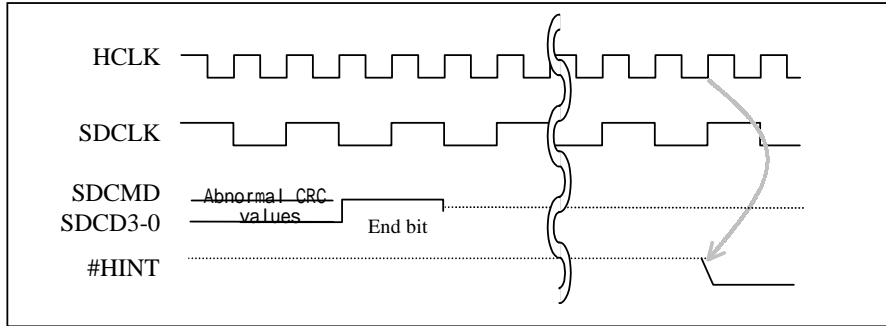 HCLK
SDCLK
SDCMD
SDCD3-0
Abnormal CRC
values
End bit
#HINT